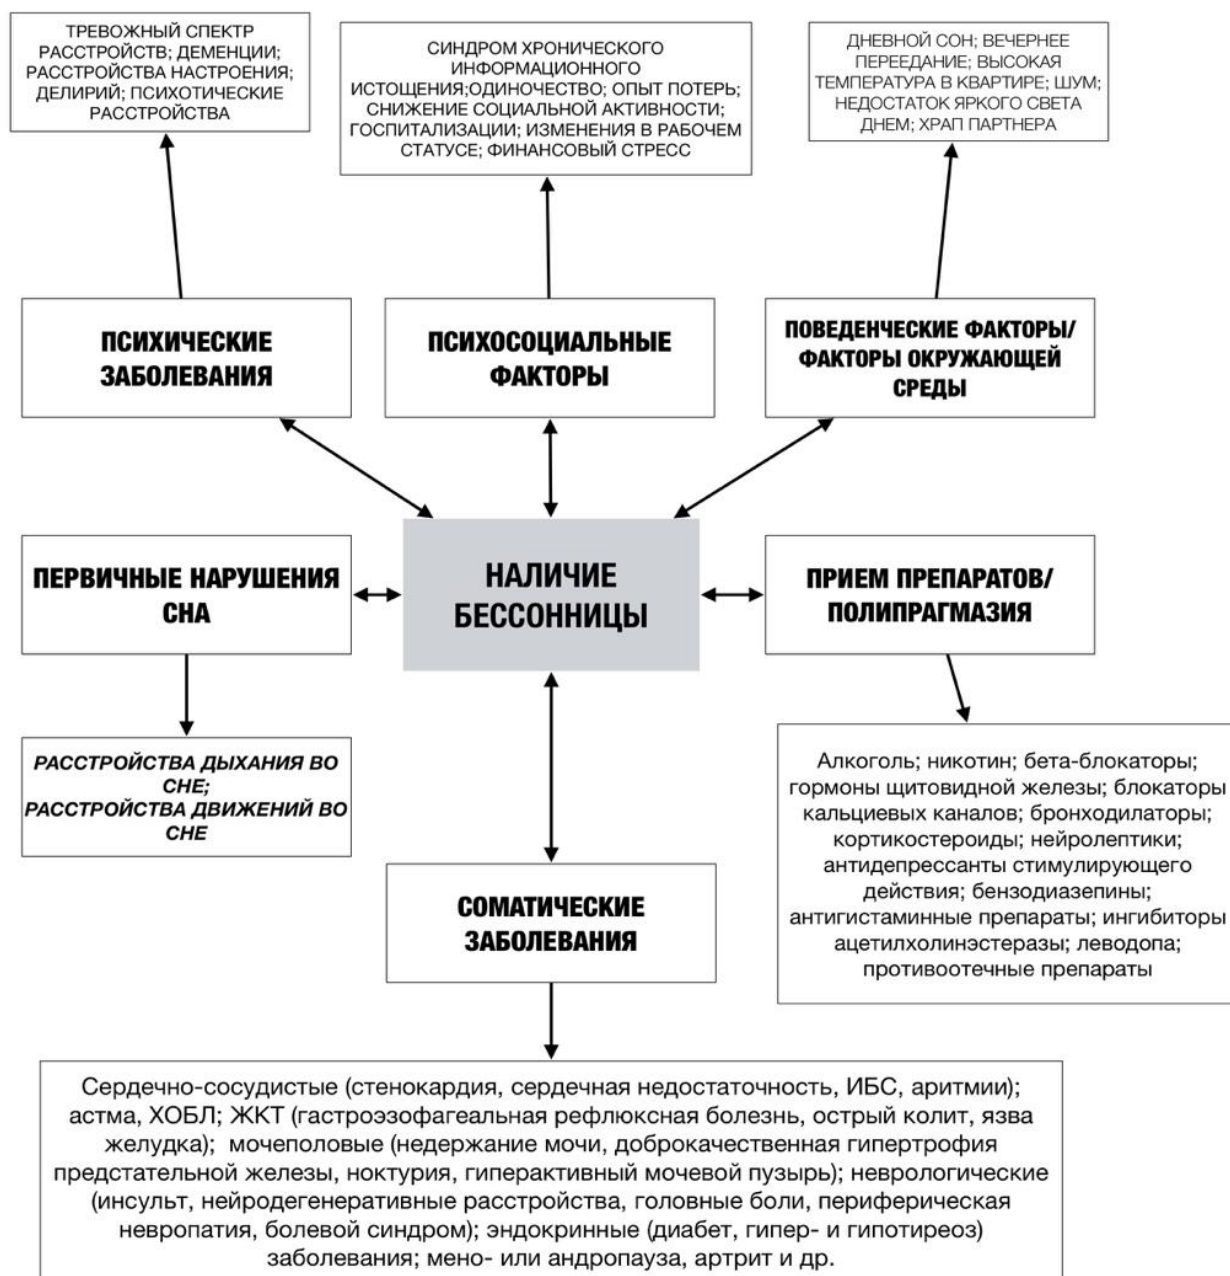 ТРЕВОЖНЫЙ СПЕКТР
РАССТРОЙСТВ; ДЕМЕНЦИИ;
РАССТРОЙСТВА НАСТРОЕНИЯ;
ДЕЛИРИЙ; ПСИХОТИЧЕСКИЕ
РАССТРОЙСТВА
СИНДРОМ ХРОНИЧЕСКОГО
ИНФОРМАЦИОННОГО
ИСТОЩЕНИЯ;ОДИНОЧЕСТВО; ОПЫТ ПОТЕРЬ;
СНИЖЕНИЕ СОЦИАЛЬНОЙ АКТИВНОСТИ;
ГОСПИТАЛИЗАЦИИ; ИЗМЕНЕНИЯ В РАБОЧЕМ
СТАТУСЕ; ФИНАНСОВЫЙ СТРЕСС
ДНЕВНОЙ СОН; ВЕЧЕРНЕЕ
ПЕРЕЕДАНИЕ; ВЫСОКАЯ
ТЕМПЕРАТУРА В КВАРТИРЕ; ШУМ;
НЕДОСТАТОК ЯРКОГО СВЕТА
ДНЕМ; ХРАП ПАРТНЕРА
ПСИХИЧЕСКИЕ
ЗАБОЛЕВАНИЯ
ПСИХОСОЦИАЛЬНЫЕ
ФАКТОРЫ
ПОВЕДЕНЧЕСКИЕ ФАКТОРЫ/
ФАКТОРЫ ОКРУЖАЮЩЕЙ
СРЕДЫ
ПЕРВИЧНЫЕ НАРУШЕНИЯ
СНА
НАЛИЧИЕ
БЕССОННИЦЫ
ПРИЕМ ПРЕПАРАТОВ/
ПОЛИПРАГМАЗИЯ
РАССТРОЙСТВА ДЫХАНИЯ ВО
СНЕ;
РАССТРОЙСТВА ДВИЖЕНИЙ ВО
СНЕ
Алкоголь; никотин; бета-блокаторы;
гормоны щитовидной железы; блокаторы
кальциевых каналов; бронходилаторы;
кортикостероиды; нейролептики;
антидепрессанты стимулирующего
действия; бензодиазепины;
антигистаминные препараты; ингибиторы
ацетилхолинэстеразы; леводопа;
противоотечные препараты
СОМАТИЧЕСКИЕ
ЗАБОЛЕВАНИЯ
Сердечно-сосудистые (стенокардия, сердечная недостаточность, ИБС, аритмии);
астма, ХОБЛ; ЖКТ (гастроэзофагеальная рефлюксная болезнь, острый колит, язва
желудка); мочеполовые (недержание мочи, доброкачественная гипертрофия
предстательной железы, ноктурия, гиперактивный мочевой пузырь); неврологические
(инсульт, нейродегенеративные расстройства, головные боли, периферическая
невропатия, болевой синдром); эндокринные (диабет, гипер- и гипотиреоз)
заболевания; мено- или андропауза, артрит и др.